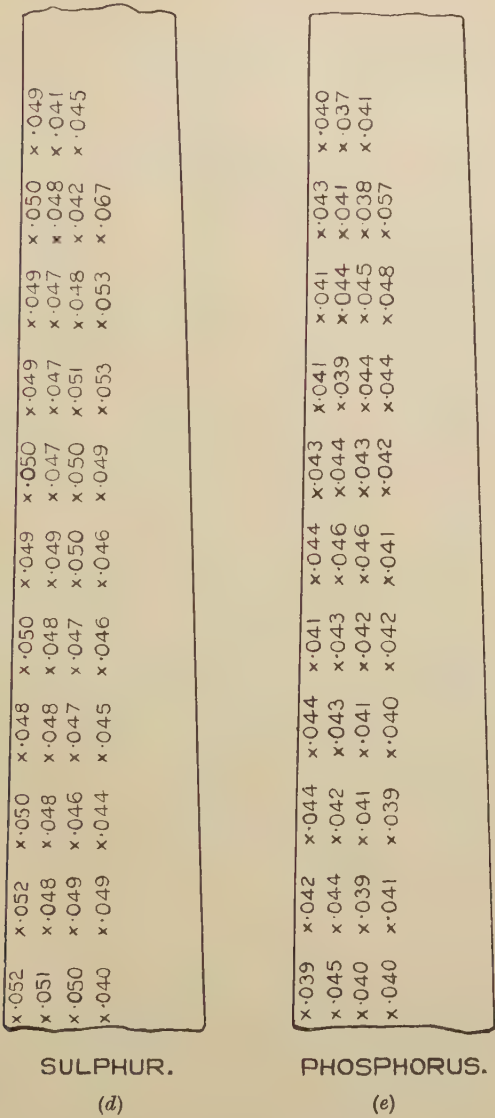 x .052 x .052 x .050 x .048 x .050 x .049 x .050 x .049 x .049 x .050 x .049
x .051 x .048 x .048 x .048 x .048 x .049 x .047 x .047 x .047 x .048 x .041
x .050 x .049 x .046 x .047 x .047 x .050 x .050 x .051 x .048 x .042 x .045
x .040 x .049 x .044 x .045 x .046 x .046 x .049 x .053 x .053 x .067
SULPHUR.
(d)
x .039 x .042 x .044 x .044 x .041 x .044 x .043 x .041 x .041 x .043 x .040
x .045 x .044 x .042 x .043 x .043 x .046 x .044 x .039 x .044 x .041 x .037
x .040 x .039 x .041 x .041 x .042 x .046 x .043 x .044 x .045 x .038 x .041
x .040 x .041 x .039 x .040 x .042 x .041 x .042 x .044 x .048 x .057
PHOSPHORUS.
(e)